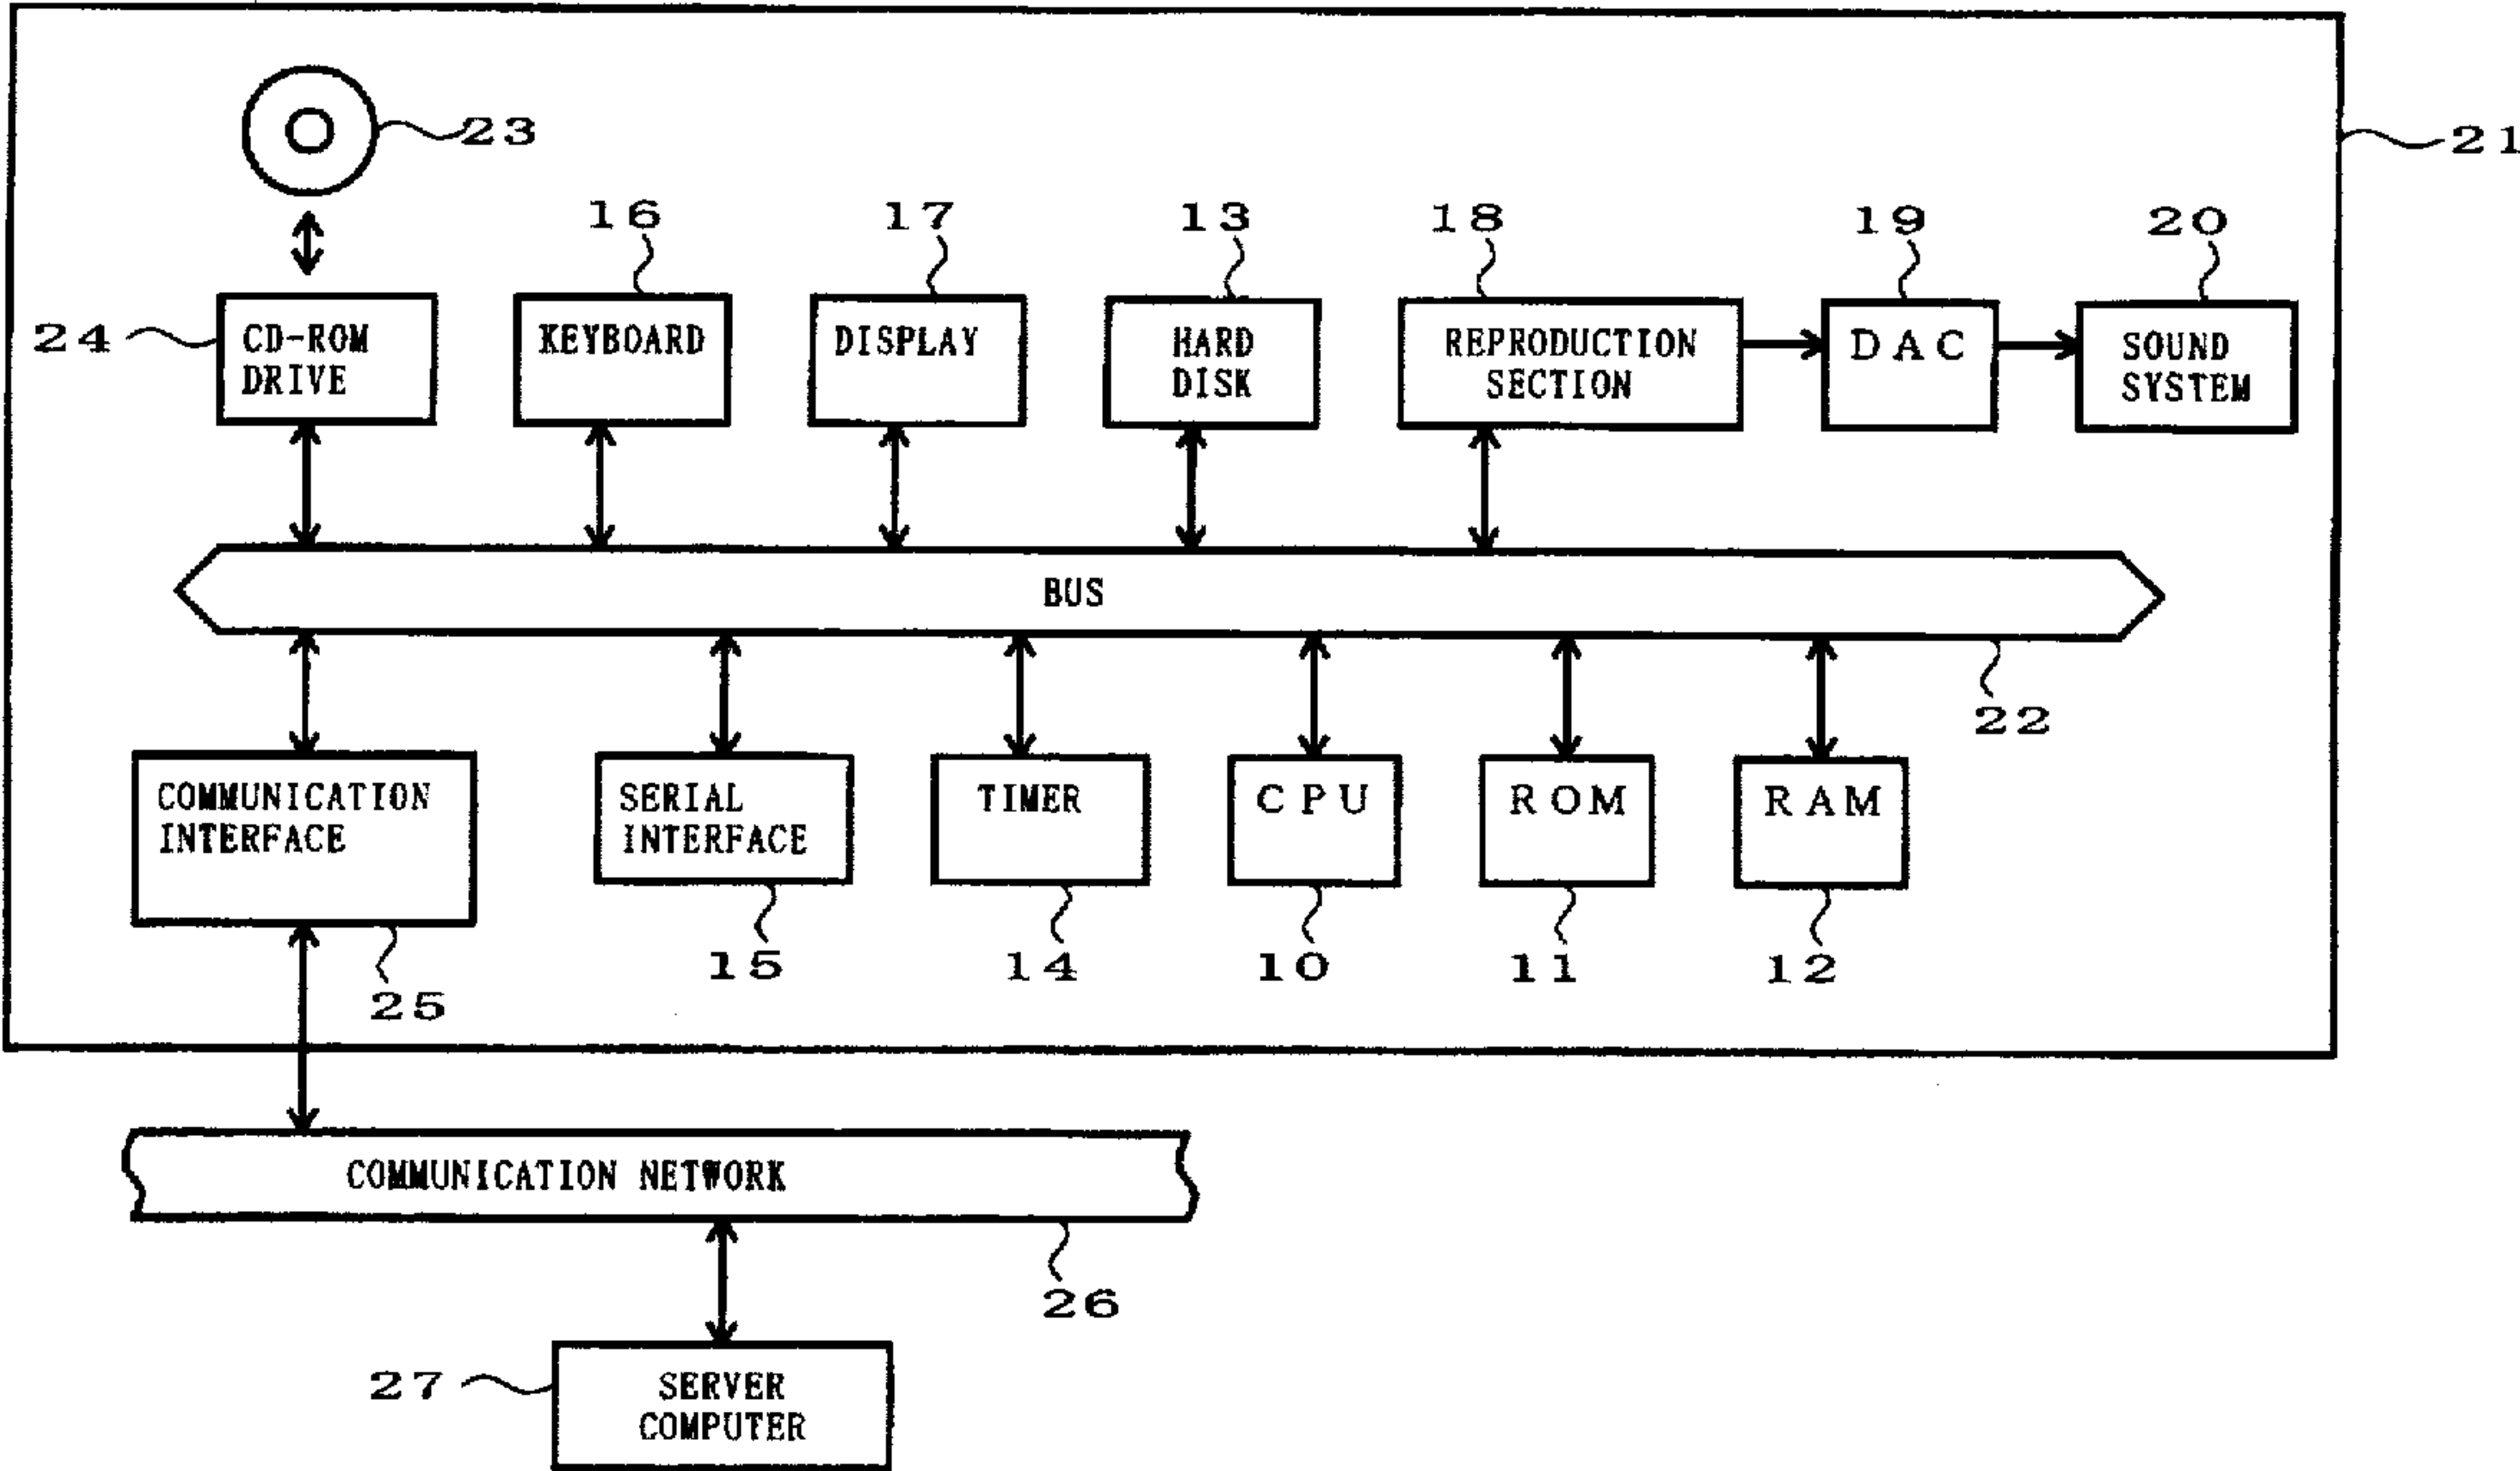 23
21
16
17
13
18
19
20
24
CD-ROM
DRIVE
KEYBOARD
DISPLAY
HARD
DISK
REPRODUCTION
SECTION
DAC
SOUND
SYSTEM
BUS
22
COMMUNICATION
INTERFACE
SERIAL
INTERFACE
TIMER
CPU
ROM
RAM
25
15
14
10
11
12
COMMUNICATION NETWORK
26
27
SERVER
COMPUTER